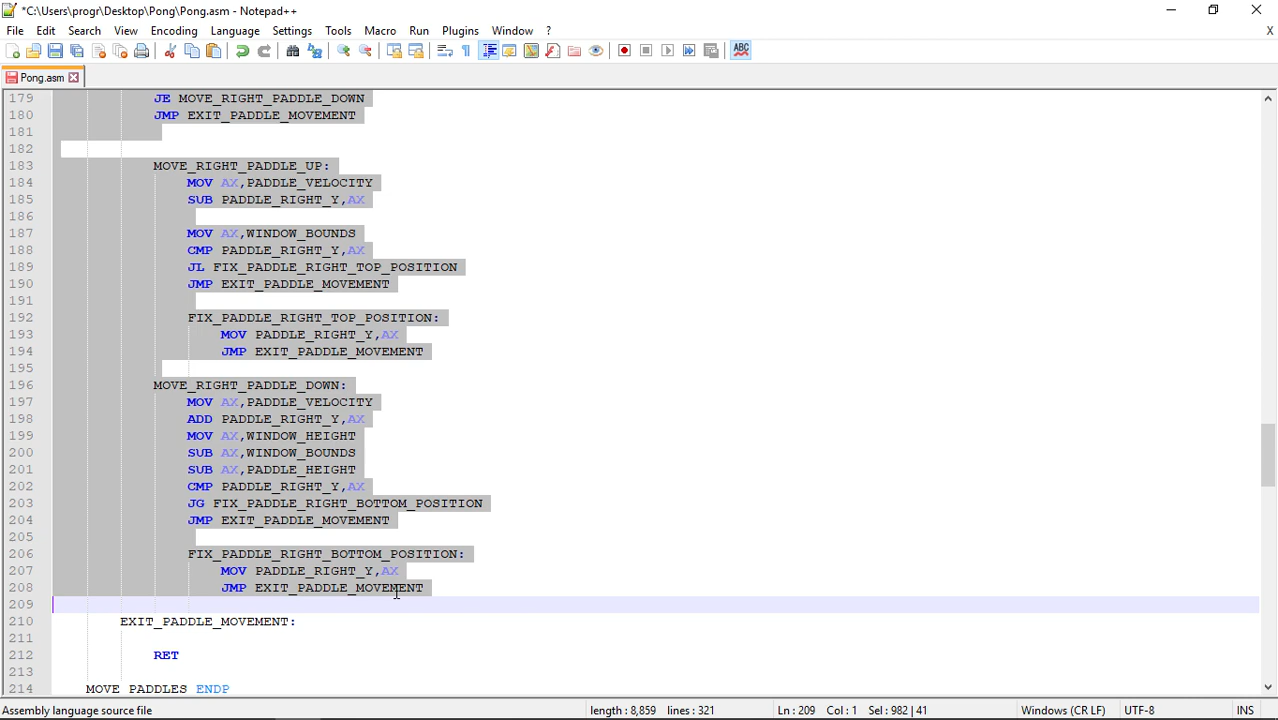 *C:\Users\progr\Desktop\Pong\Pong.asm - Notepad++
File Edit Search View Encoding Language Settings Tools Macro Run Plugins Window ? X
ABC
Pong.asm
179 JE MOVE_RIGHT_PADDLE_DOWN
180 JMP EXIT_PADDLE_MOVEMENT
181
182
183 MOVE_RIGHT_PADDLE_UP:
184 MOV AX,PADDLE_VELOCITY
185 SUB PADDLE_RIGHT_Y,AX
186
187 MOV AX,WINDOW_BOUNDS
188 CMP PADDLE_RIGHT_Y,AX
189 JL FIX_PADDLE_RIGHT_TOP_POSITION
190 JMP EXIT_PADDLE_MOVEMENT
191
192 FIX_PADDLE_RIGHT_TOP_POSITION:
193 MOV PADDLE_RIGHT_Y,AX
194 JMP EXIT_PADDLE_MOVEMENT
195
196 MOVE_RIGHT_PADDLE_DOWN:
197 MOV AX,PADDLE_VELOCITY
198 ADD PADDLE_RIGHT_Y,AX
199 MOV AX,WINDOW_HEIGHT
200 SUB AX,WINDOW_BOUNDS
201 SUB AX,PADDLE_HEIGHT
202 CMP PADDLE_RIGHT_Y,AX
203 JG FIX_PADDLE_RIGHT_BOTTOM_POSITION
204 JMP EXIT_PADDLE_MOVEMENT
205
206 FIX_PADDLE_RIGHT_BOTTOM_POSITION:
207 MOV PADDLE_RIGHT_Y,AX
208 JMP EXIT_PADDLE_MOVEMENT
209
210 EXIT_PADDLE_MOVEMENT:
211
212 RET
213
214 MOVE_PADDLES ENDP
Assembly language source file length : 8,859 lines : 321 Ln : 209 Col : 1 Sel : 982 | 41 Windows (CR LF) UTF-8 INS